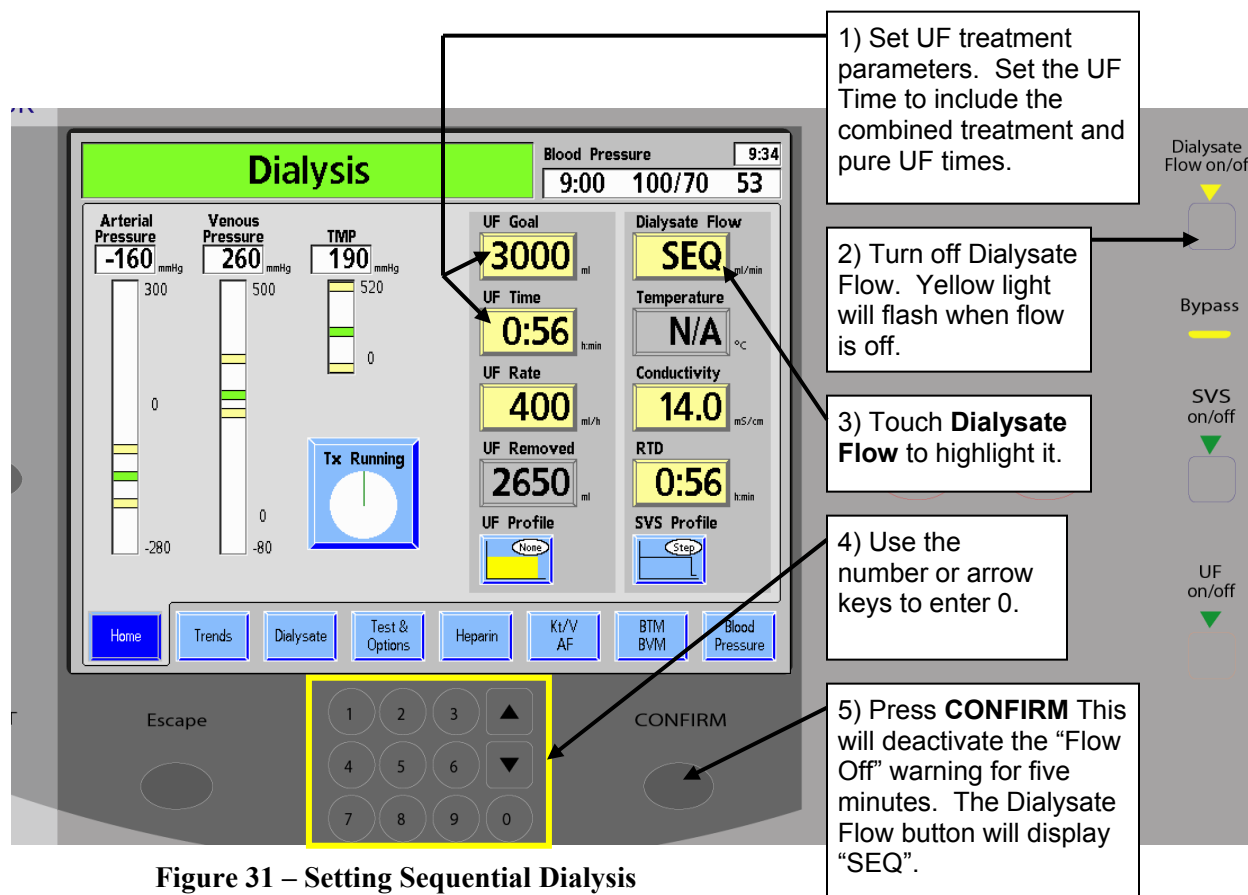 1) Set UF treatment
parameters. Set the UF
Time to include the
combined treatment and
pure UF times.
Dialysis
Blood Pressure
9:34
9:00 100/70 53
Arterial
Pressure
-160 mmHg
300
0
-280
Venous
Pressure
260 mmHg
500
0
-80
TMP
190 mmHg
520
0
Tx Running
UF Goal
3000 ml
UF Time
0:56 h:min
UF Rate
400 ml/h
UF Removed
2650 ml
UF Profile
None
Dialysate Flow
SEQ ml/min
Temperature
N/A °C
Conductivity
14.0 mS/cm
RTD
0:56 h:min
SVS Profile
Step
Home
Trends
Dialysate
Test &
Options
Heparin
Kt/V
AF
BTM
BVM
Blood
Pressure
Escape
1 2 3 ▲
4 5 6 ▼
7 8 9 0
CONFIRM
Dialysate
Flow on/of
Bypass
SVS
on/off
UF
on/off
2) Turn off Dialysate
Flow. Yellow light
will flash when flow
is off.
3) Touch Dialysate
Flow to highlight it.
4) Use the
number or arrow
keys to enter 0.
5) Press CONFIRM This
will deactivate the “Flow
Off” warning for five
minutes. The Dialysate
Flow button will display
“SEQ”.
Figure 31 – Setting Sequential Dialysis